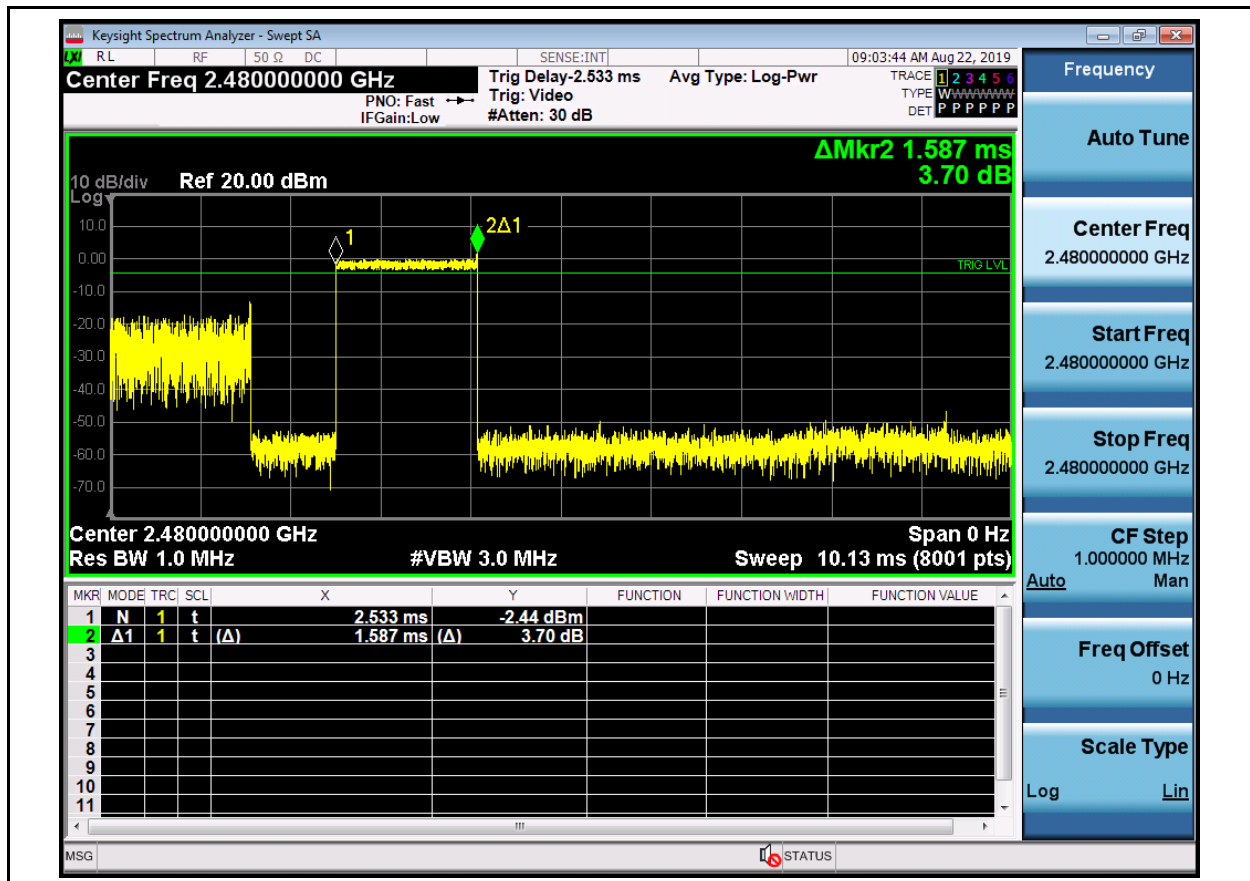 Keysight Spectrum Analyzer - Swept SA
LXI RL RF 50 Ω DC SENSE:INT 09:03:44 AM Aug 22, 2019
Center Freq 2.480000000 GHz
PNO: Fast
IFGain:Low
Trig Delay-2.533 ms
Trig: Video
#Atten: 30 dB
Avg Type: Log-Pwr
TRACE 1 2 3 4 5 6
TYPE WWWWWWW
DET P P P P P P
ΔMkr2 1.587 ms
3.70 dB
10 dB/div Ref 20.00 dBm
Log
10.0
0.00
-10.0
-20.0
-30.0
-40.0
-50.0
-60.0
-70.0
1
2Δ1
TRIG LVL
Center 2.480000000 GHz Span 0 Hz
Res BW 1.0 MHz #VBW 3.0 MHz Sweep 10.13 ms (8001 pts)
MKR MODE TRC SCL X Y FUNCTION FUNCTION WIDTH FUNCTION VALUE
1 N 1 t 2.533 ms -2.44 dBm
2 Δ1 1 t (Δ) 1.587 ms (Δ) 3.70 dB
3
4
5
6
7
8
9
10
11
MSG STATUS
Frequency
Auto Tune
Center Freq
2.480000000 GHz
Start Freq
2.480000000 GHz
Stop Freq
2.480000000 GHz
CF Step
1.000000 MHz
Auto Man
Freq Offset
0 Hz
Scale Type
Log Lin